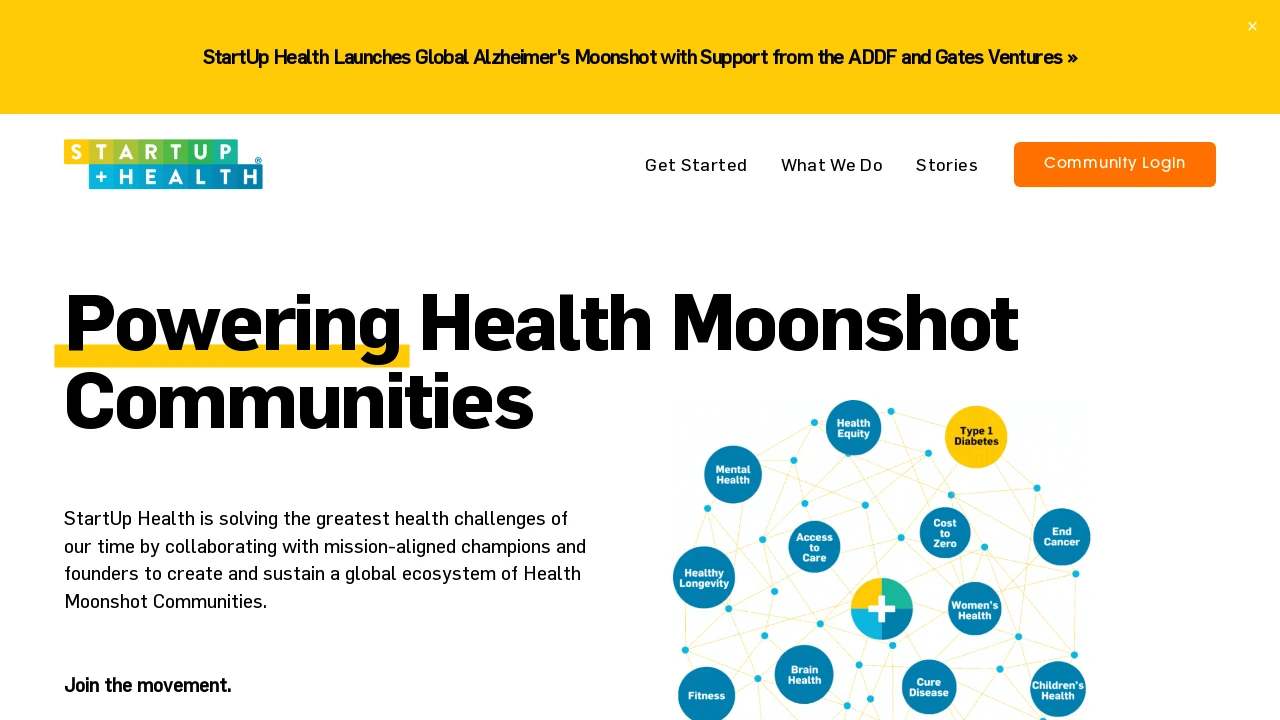 ×
StartUp Health Launches Global Alzheimer's Moonshot with Support from the ADDF and Gates Ventures »
STARTUP
+HEALTH®
Get Started
What We Do
Stories
Community Login
Powering Health Moonshot
Communities
StartUp Health is solving the greatest health challenges of
our time by collaborating with mission-aligned champions and
founders to create and sustain a global ecosystem of Health
Moonshot Communities.
Join the movement.
Health
Equity
Type 1
Diabetes
Mental
Health
Access
to
Care
Cost
to
Zero
End
Cancer
Healthy
Longevity
Women's
Health
Brain
Health
Cure
Disease
Children's
Health
Fitness